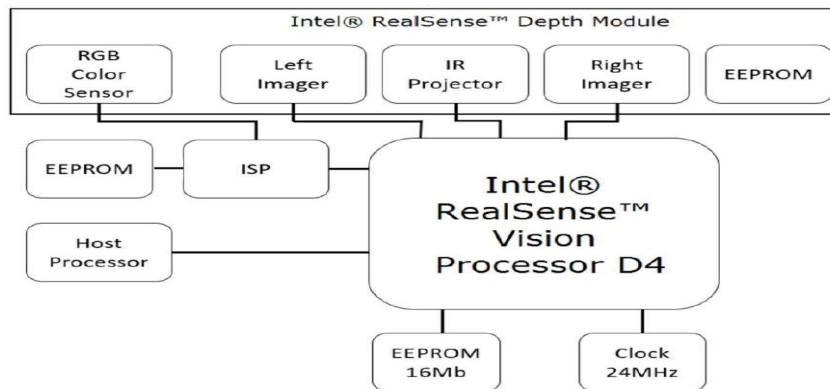 Intel® RealSense™ Depth Module
RGB
Color
Sensor
Left
Imager
IR
Projector
Right
Imager
EEPROM
EEPROM
ISP
Intel®
RealSense™
Vision
Processor D4
Host
Processor
EEPROM
16Mb
Clock
24MHz